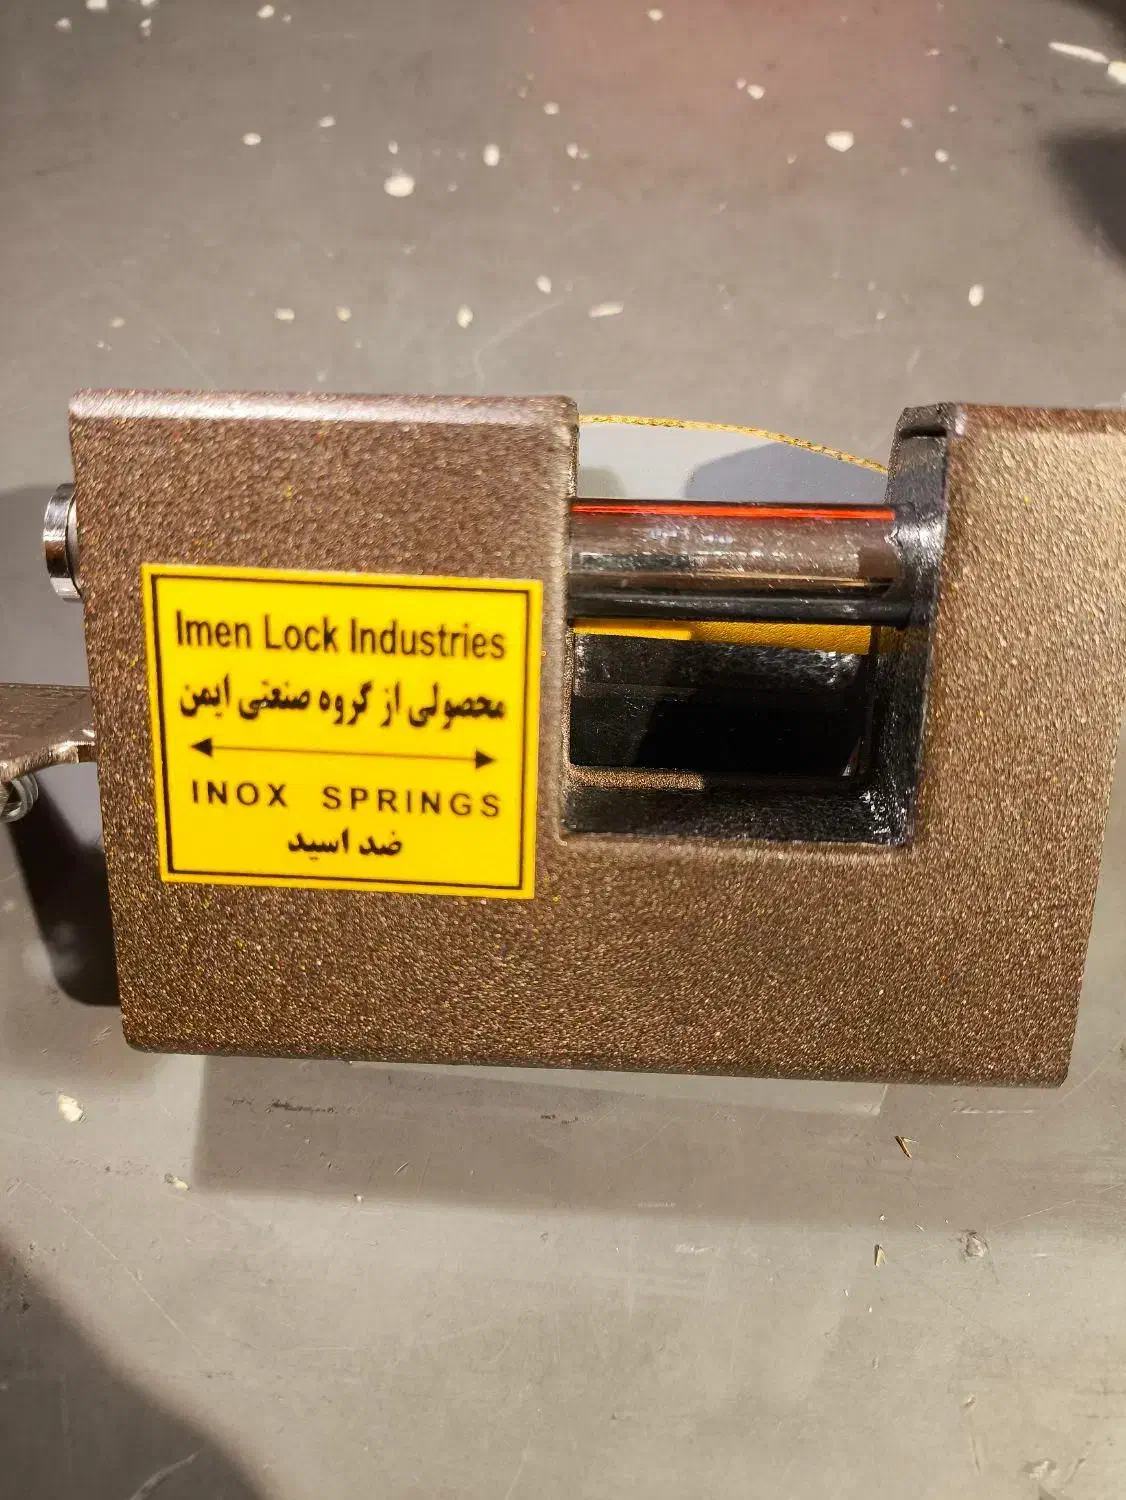 Imen Lock Industries
محصولی از گروه صنعتی ایمن
INOX SPRINGS
ضد اسید